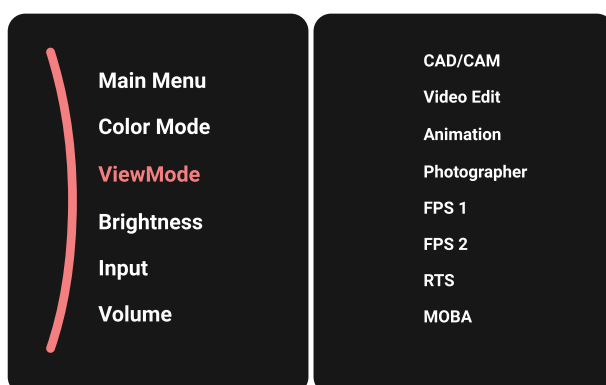 Main Menu
Color Mode
ViewMode
Brightness
Input
Volume
CAD/CAM
Video Edit
Animation
Photographer
FPS 1
FPS 2
RTS
MOBA